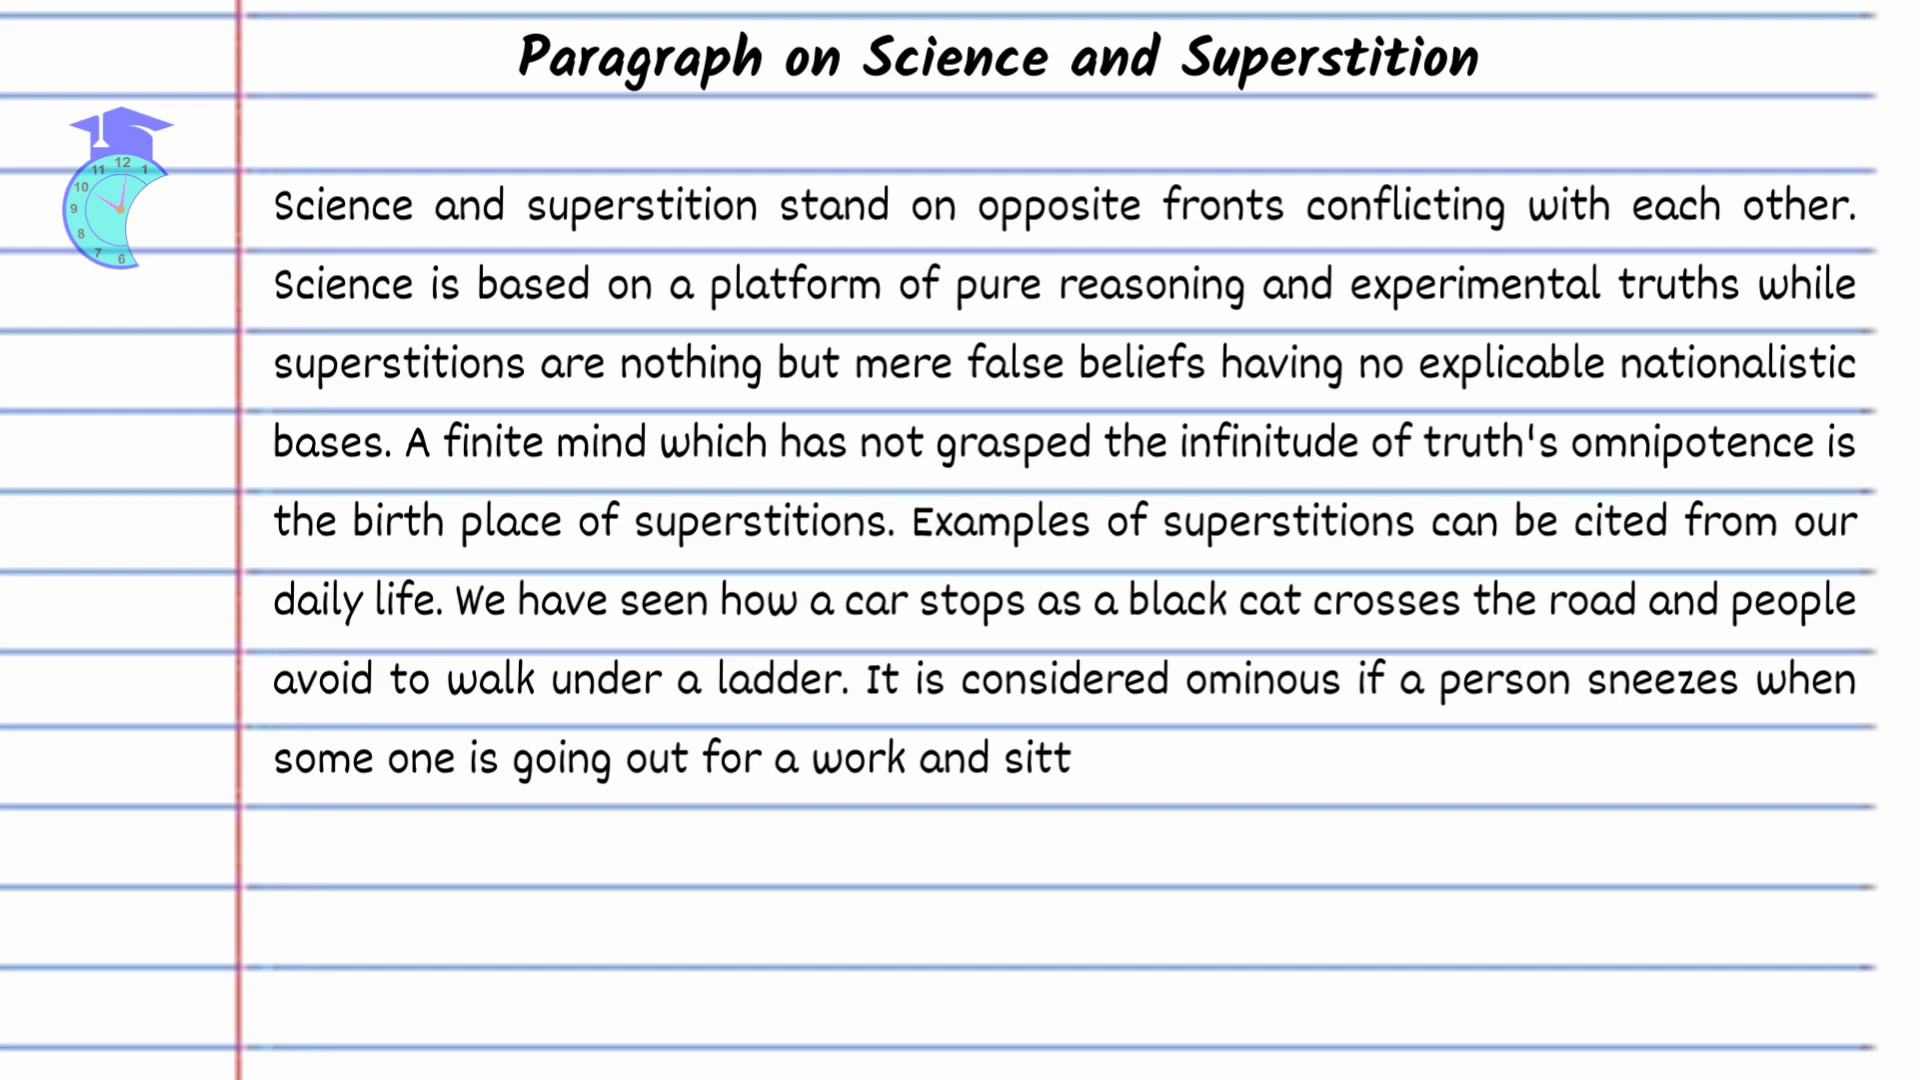 Paragraph on Science and Superstition
12
11 1
10
9
8
7
6
Science and superstition stand on opposite fronts conflicting with each other.
Science is based on a platform of pure reasoning and experimental truths while
superstitions are nothing but mere false beliefs having no explicable nationalistic
bases. A finite mind which has not grasped the infinitude of truth's omnipotence is
the birth place of superstitions. Examples of superstitions can be cited from our
daily life. We have seen how a car stops as a black cat crosses the road and people
avoid to walk under a ladder. It is considered ominous if a person sneezes when
some one is going out for a work and sitt